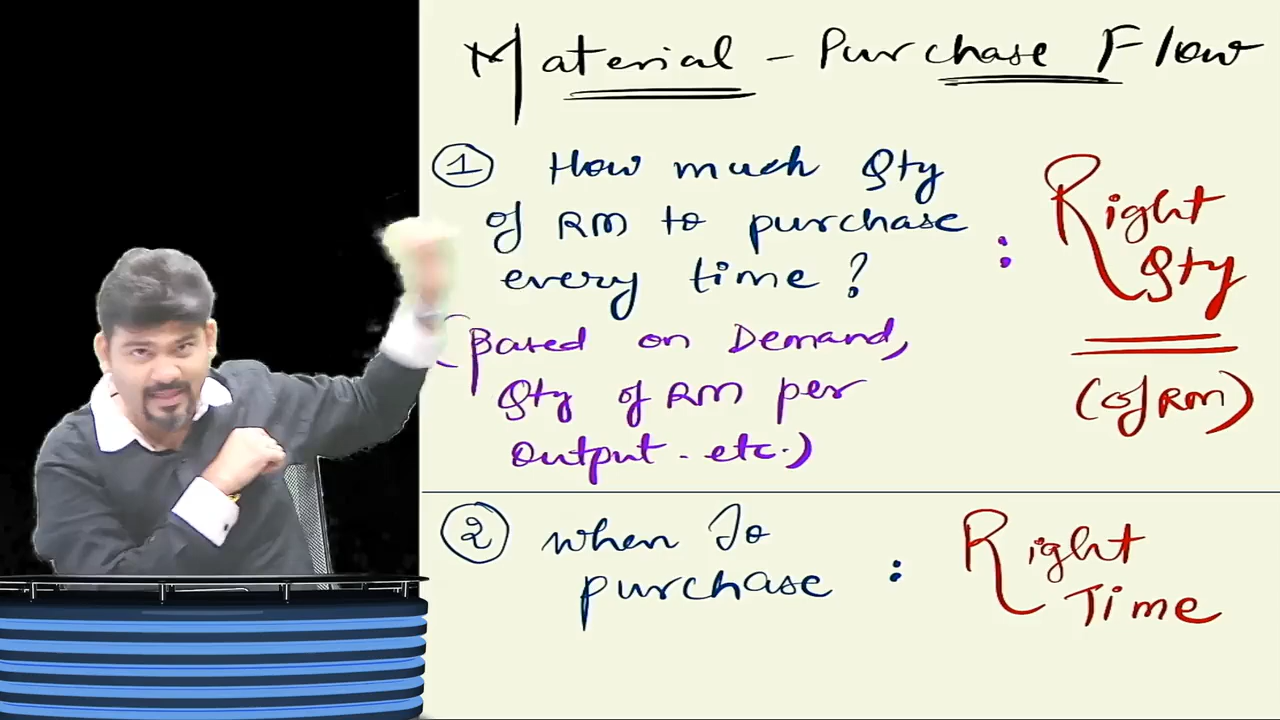 Material - Purchase Flow
① How much Qty
of RM to purchase
every time ?
: Right
Qty
(of RM)
(Based on Demand,
Qty of RM per
output. etc.)
② when To
purchase : Right
Time